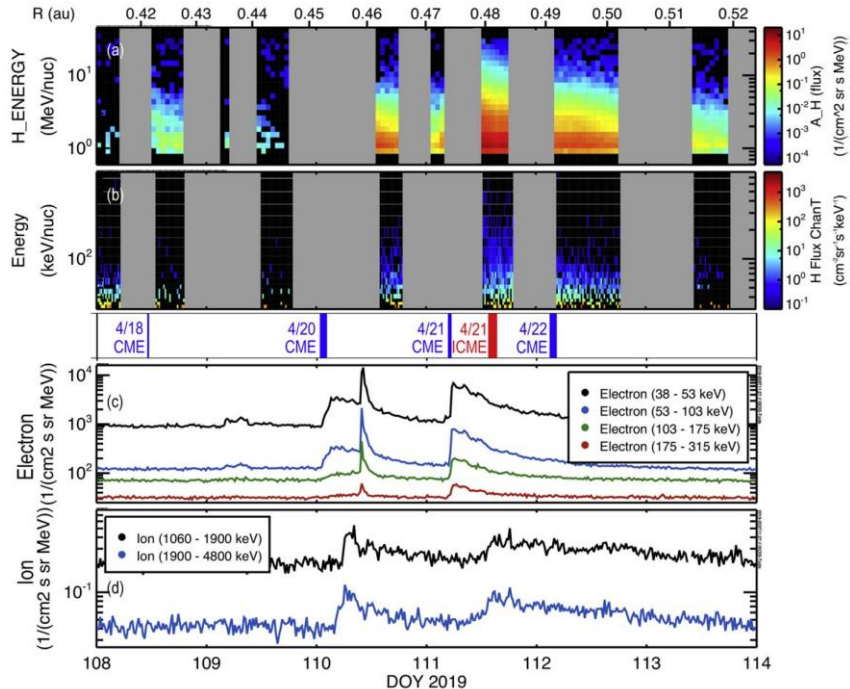 R (au) 0.42 0.43 0.44 0.45 0.46 0.47 0.48 0.49 0.50 0.51 0.52
(a)
H_ENERGY
(MeV/nuc)
10¹
10⁰
10¹
10⁰
10⁻¹
10⁻²
10⁻³
10⁻⁴
A_H (flux)
(1/(cm^2 sr s MeV)
(b)
Energy
(keV/nuc)
10²
10³
10²
10¹
10⁰
10⁻¹
H Flux ChanT
(cm⁻²sr⁻¹s⁻¹keV⁻¹)
4/18 4/20 4/21 4/21 4/22
CME CME CME ICME CME
(c)
Electron
(1/(cm2 s sr MeV))
10⁴
10³
10²
Electron (38 - 53 keV)
Electron (53 - 103 keV)
Electron (103 - 175 keV)
Electron (175 - 315 keV)
Ion
(1/(cm2 s sr MeV))
10⁻¹
Ion (1060 - 1900 keV)
Ion (1900 - 4800 keV)
(d)
108 109 110 111 112 113 114
DOY 2019